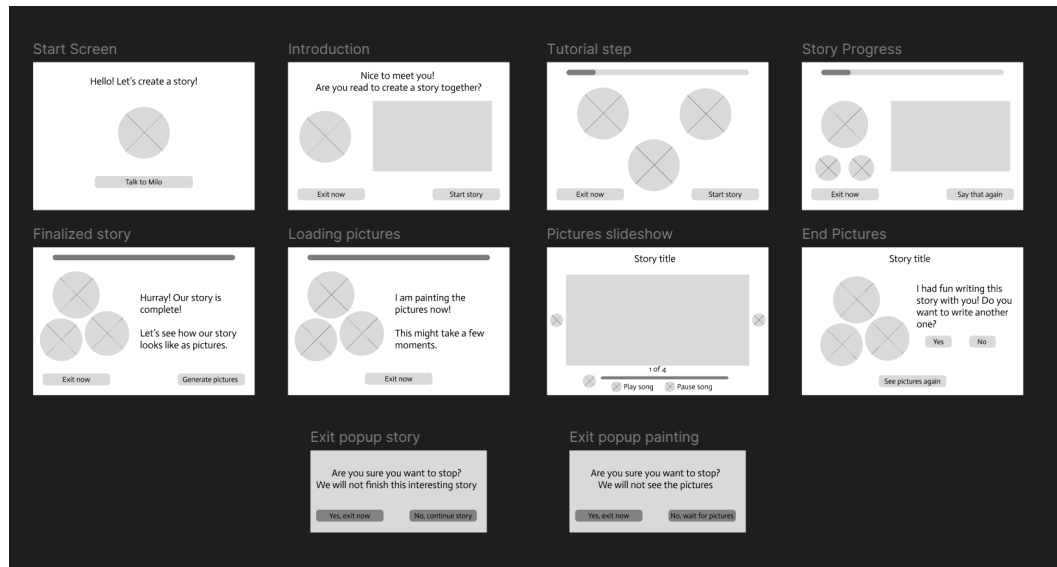 Start Screen
Hello! Let's create a story!
Talk to Milo
Introduction
Nice to meet you!
Are you read to create a story together?
Exit now
Start story
Tutorial step
Exit now
Start story
Story Progress
Exit now
Say that again
Finalized story
Hurray! Our story is
complete!
Let's see how our story
looks like as pictures.
Exit now
Generate pictures
Loading pictures
I am painting the
pictures now!
This might take a few
moments.
Exit now
Pictures slideshow
Story title
1 of 4
Play song
Pause song
End Pictures
Story title
I had fun writing this
story with you! Do you
want to write another
one?
Yes
No
See pictures again
Exit popup story
Are you sure you want to stop?
We will not finish this interesting story
Yes, exit now
No, continue story
Exit popup painting
Are you sure you want to stop?
We will not see the pictures
Yes, exit now
No, wait for pictures